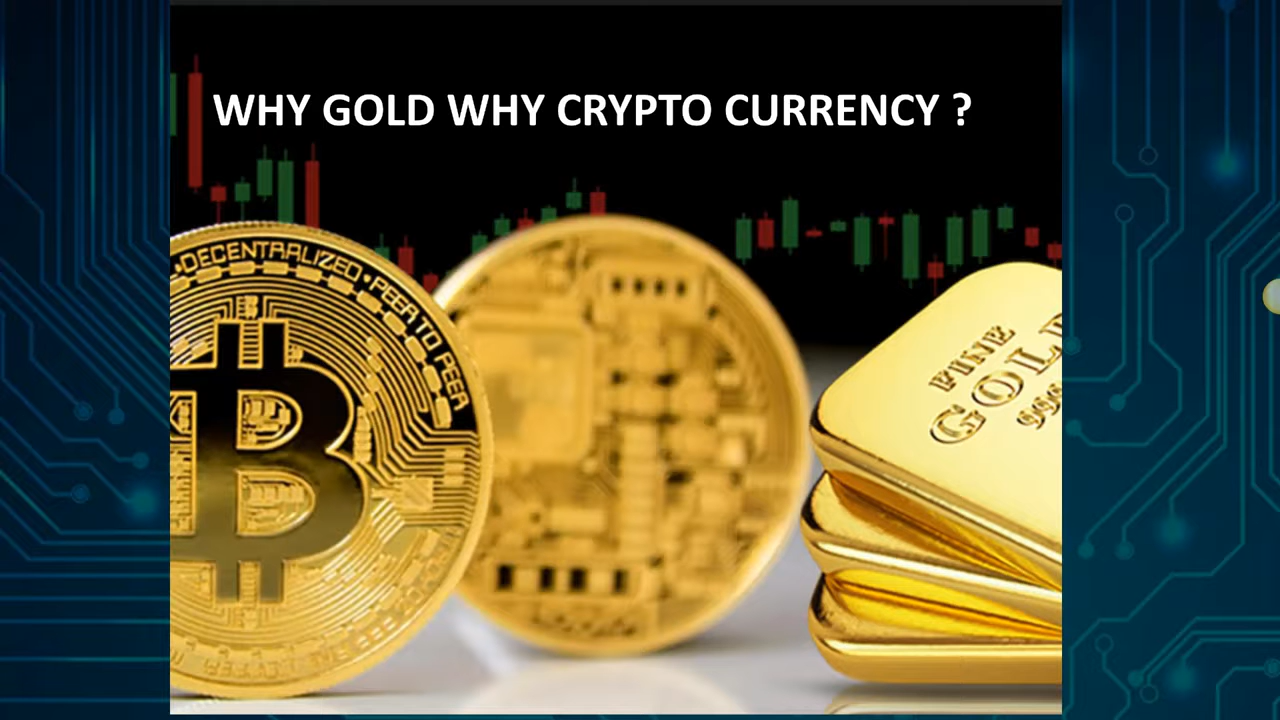 WHY GOLD WHY CRYPTO CURRENCY ?
•DECENTRALIZED•PEER TO PEER
FINE
GOLD